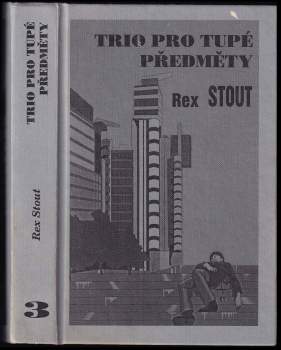 TRIO PRO TUPÉ
PŘEDMĚTY
Rex STOUT
TRIO PRO TUPÉ
PŘEDMĚTY
Rex Stout
3